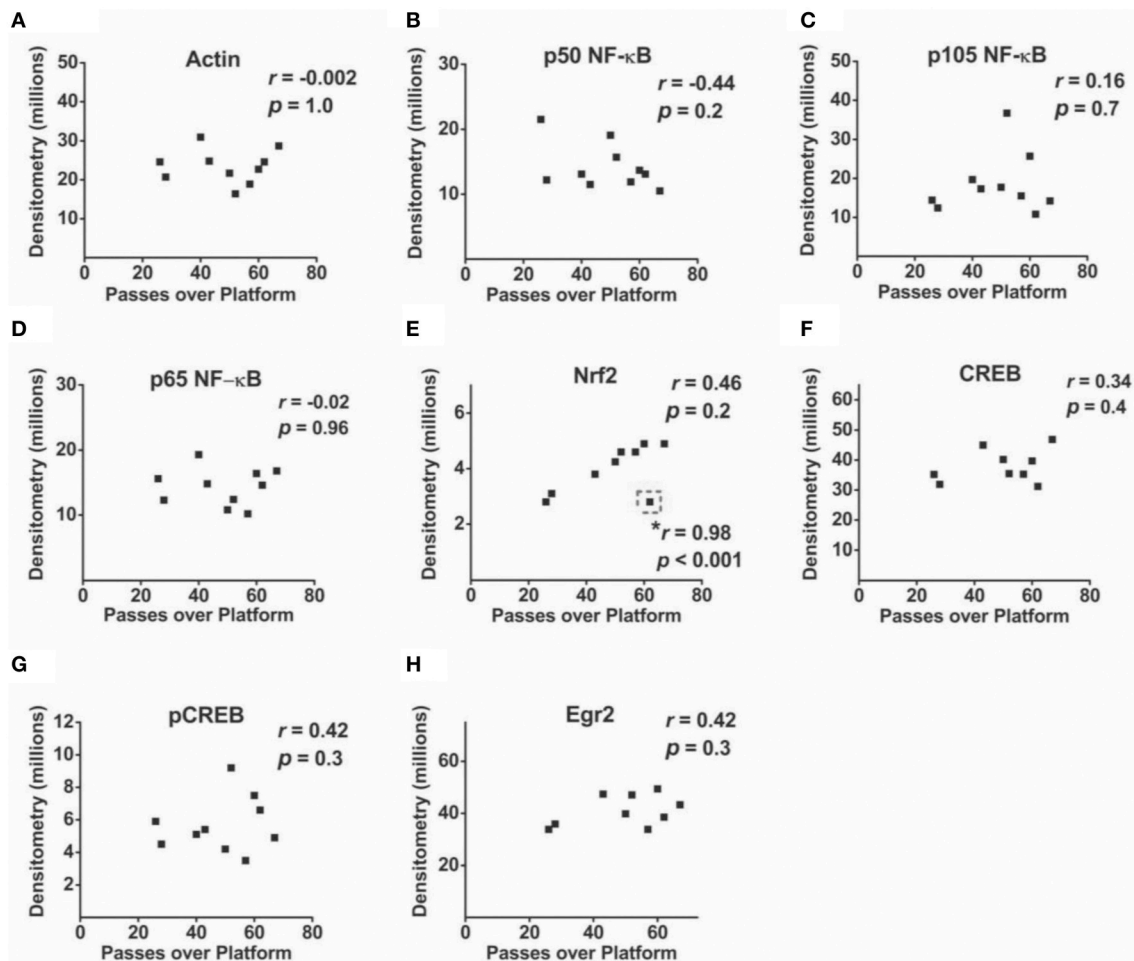 A
Actin
r = -0.002
p = 1.0
Densitometry (millions)
50
40
30
20
10
0 20 40 60 80
Passes over Platform
B
p50 NF-κB
r = -0.44
p = 0.2
Densitometry (millions)
30
20
10
0 20 40 60 80
Passes over Platform
C
p105 NF-κB
r = 0.16
p = 0.7
Densitometry (millions)
50
40
30
20
10
0 20 40 60 80
Passes over Platform
D
p65 NF–κB
r = -0.02
p = 0.96
Densitometry (millions)
30
20
10
0 20 40 60 80
Passes over Platform
E
Nrf2
r = 0.46
p = 0.2
Densitometry (millions)
6
4
2
*r = 0.98
p < 0.001
0 20 40 60 80
Passes over Platform
F
CREB
r = 0.34
p = 0.4
Densitometry (millions)
60
50
40
30
20
10
0 20 40 60 80
Passes over Platform
G
pCREB
r = 0.42
p = 0.3
Densitometry (millions)
12
10
8
6
4
2
0 20 40 60 80
Passes over Platform
H
Egr2
r = 0.42
p = 0.3
Densitometry (millions)
60
40
20
0 20 40 60
Passes over Platform